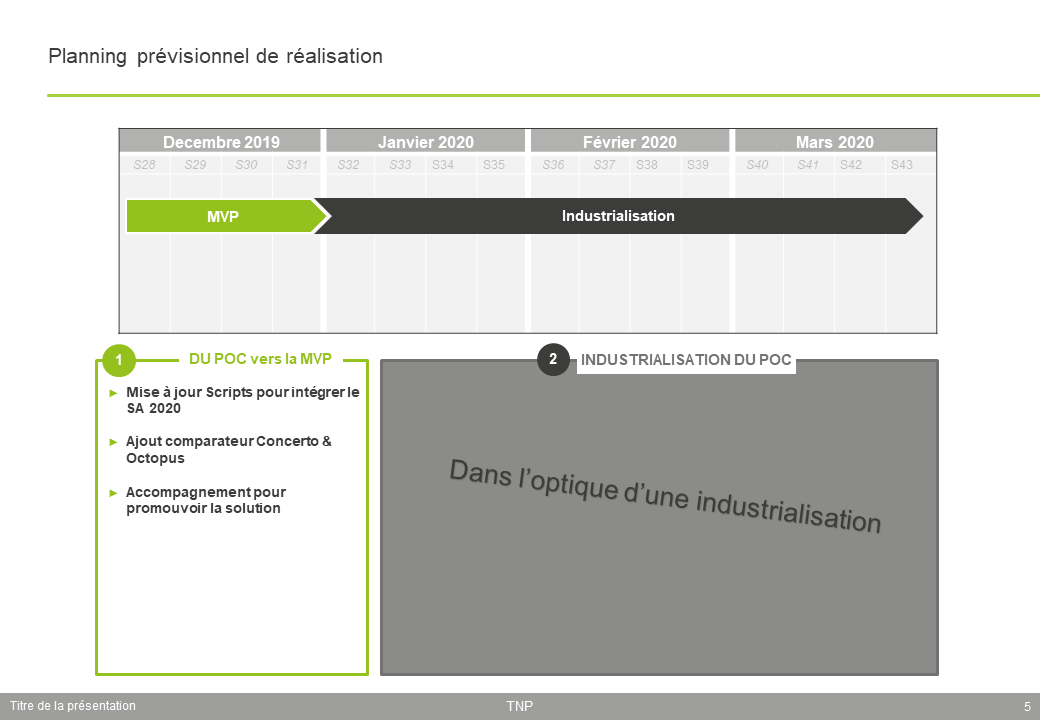 Planning prévisionnel de réalisation
Decembre 2019 Janvier 2020 Février 2020 Mars 2020
S28 S29 S30 S31 S32 S33 S34 S35 S36 S37 S38 S39 S40 S41 S42 S43
MVP Industrialisation
1 DU POC vers la MVP
► Mise à jour Scripts pour intégrer le
SA 2020
► Ajout comparateur Concerto &
Octopus
► Accompagnement pour
promouvoir la solution
2 INDUSTRIALISATION DU POC
Dans l’optique d’une industrialisation
Titre de la présentation TNP 5